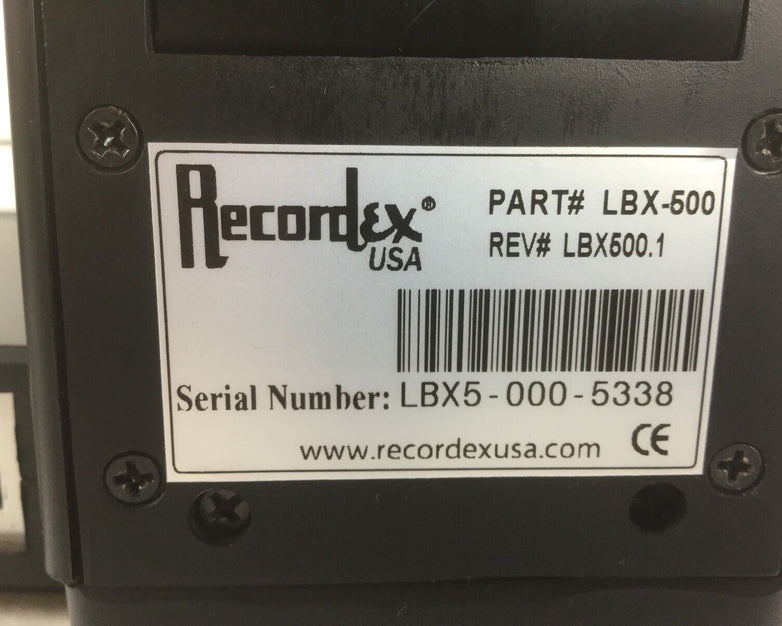 Recordex®
USA
PART# LBX-500
REV# LBX500.1
Serial Number: LBX5-000-5338
www.recordexusa.com CE